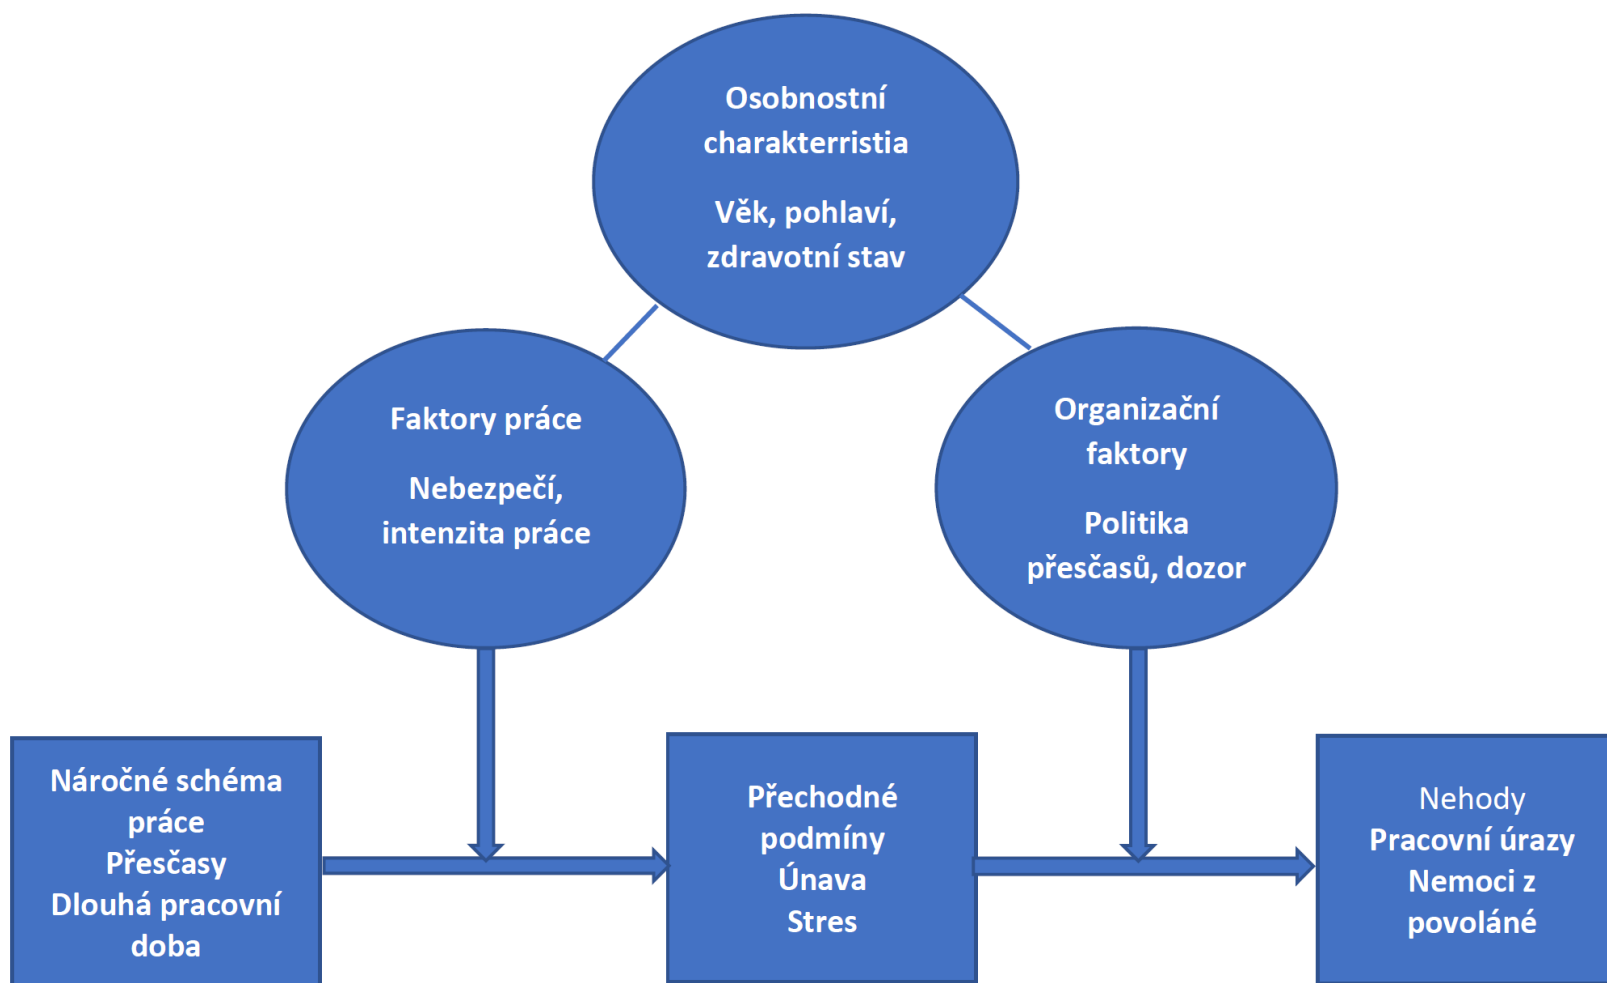 Osobnostní
charakterristia
Věk, pohlaví,
zdravotní stav
Faktory práce
Nebezpečí,
intenzita práce
Organizační
faktory
Politika
přesčasů, dozor
Náročné schéma
práce
Přesčasy
Dlouhá pracovní
doba
Přechodné
podmíny
Únava
Stres
Nehody
Pracovní úrazy
Nemoci z
povoláné